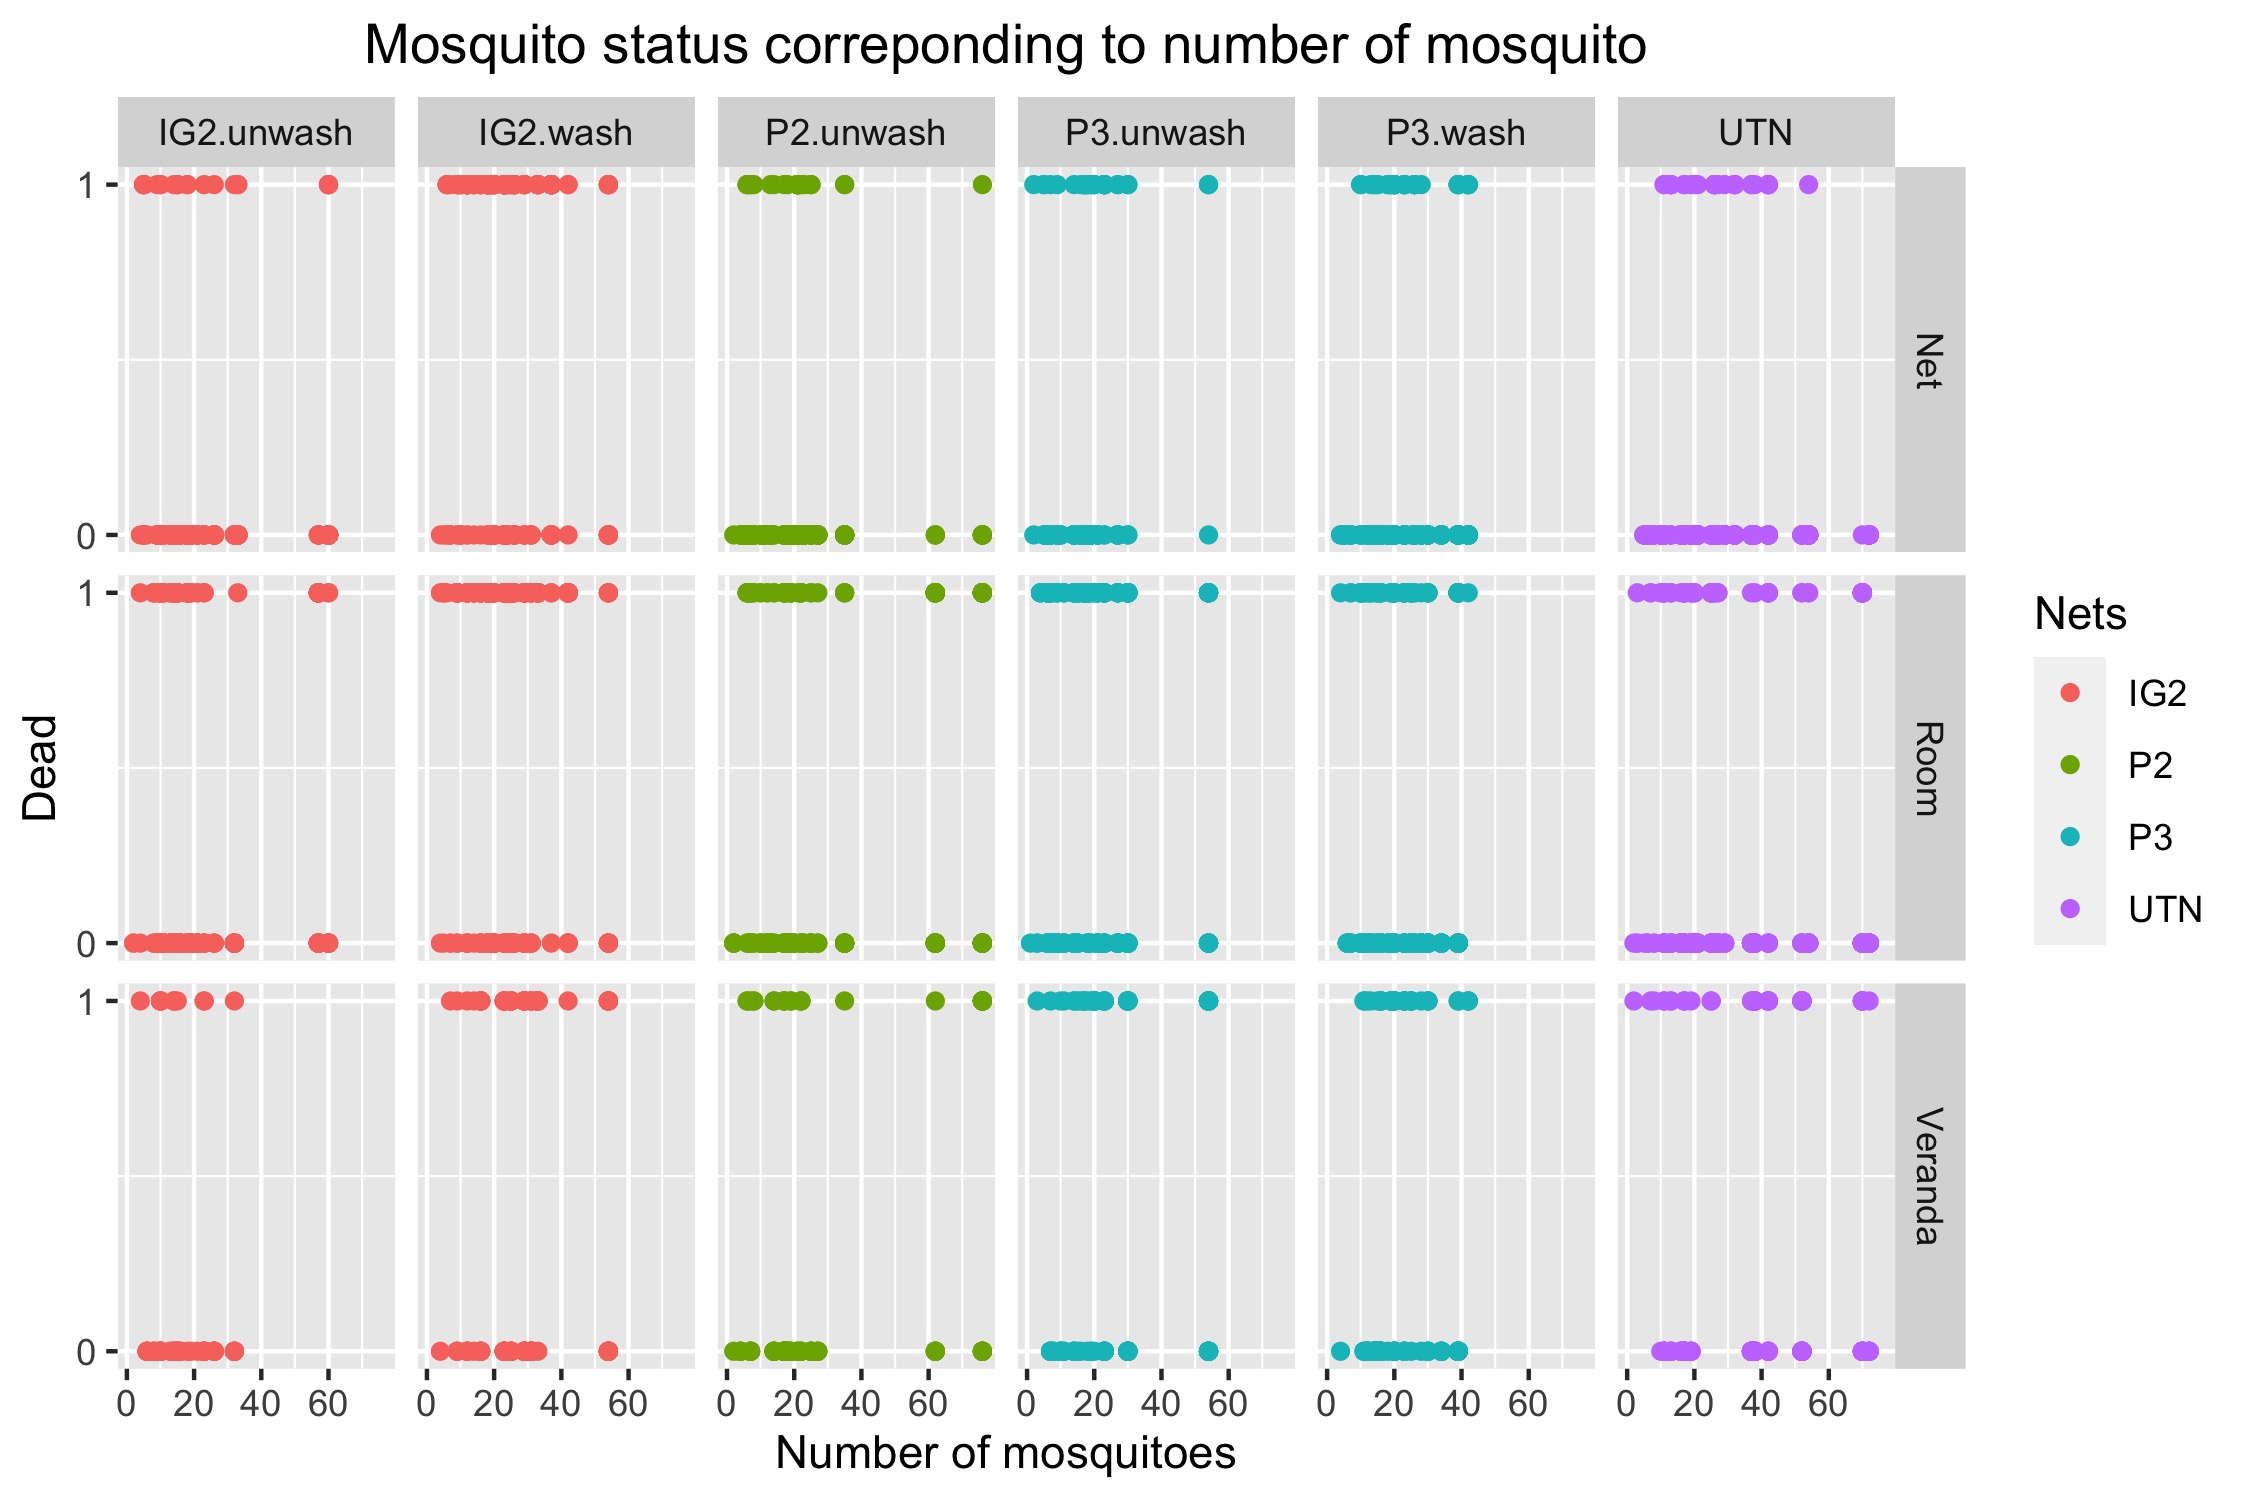 Mosquito status correponding to number of mosquito
IG2.unwash IG2.wash P2.unwash P3.unwash P3.wash UTN
1
0
Net
1
0
Room
1
0
Veranda
Dead
0 20 40 60 0 20 40 60 0 20 40 60 0 20 40 60 0 20 40 60 0 20 40 60
Number of mosquitoes
Nets
IG2
P2
P3
UTN